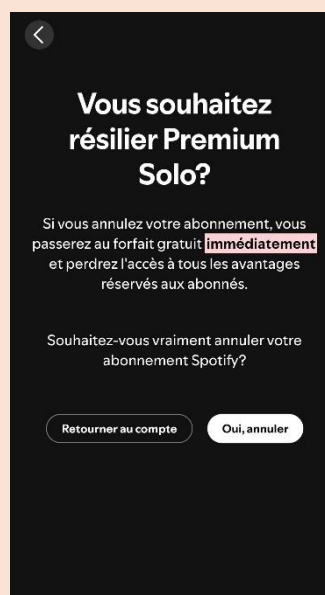 Vous souhaitez
résilier Premium
Solo?
Si vous annulez votre abonnement, vous
passerez au forfait gratuit immédiatement
et perdrez l'accès à tous les avantages
réservés aux abonnés.
Souhaitez-vous vraiment annuler votre
abonnement Spotify?
Retourner au compte Oui, annuler